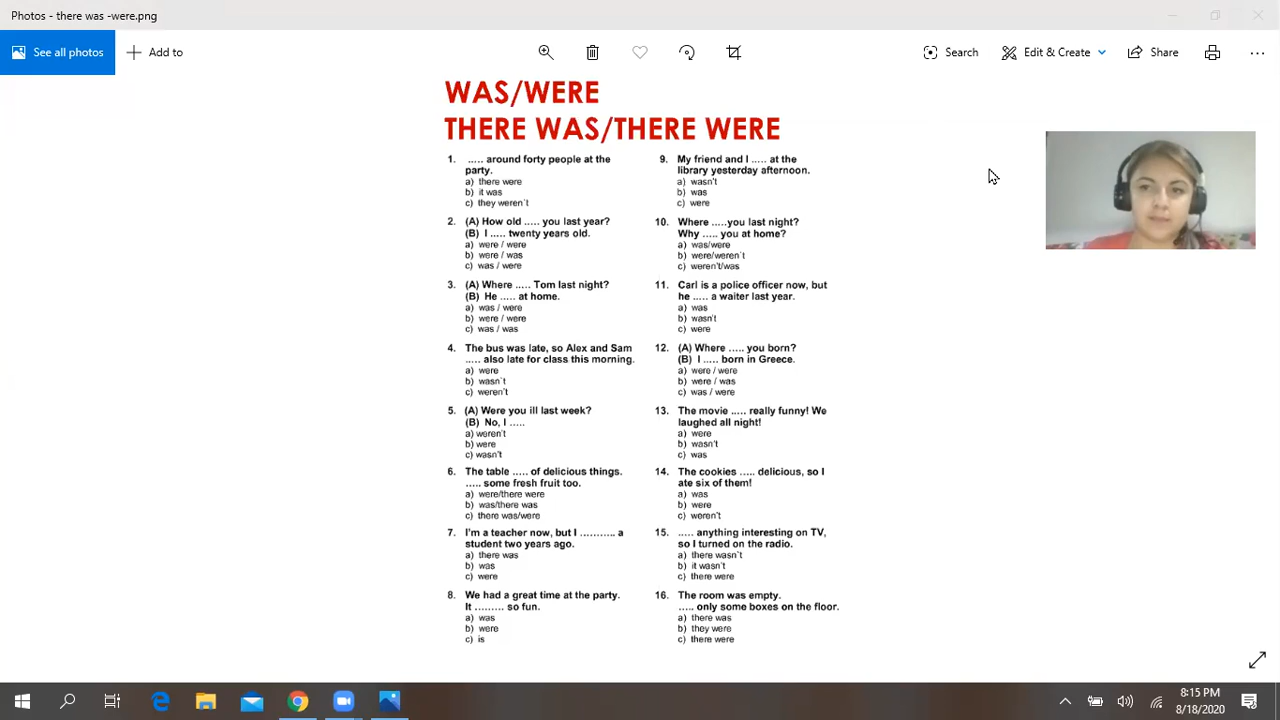 Photos - there was -were.png
See all photos
Add to
Search
Edit & Create
Share
WAS/WERE
THERE WAS/THERE WERE
1. ..... around forty people at the
party.
a) there were
b) it was
c) they weren´t
2. (A) How old ..... you last year?
(B) I ..... twenty years old.
a) were / were
b) were / was
c) was / were
3. (A) Where ..... Tom last night?
(B) He ..... at home.
a) was / were
b) were / were
c) was / was
4. The bus was late, so Alex and Sam
..... also late for class this morning.
a) were
b) wasn´t
c) weren't
5. (A) Were you ill last week?
(B) No, I .....
a) weren't
b) were
c) wasn't
6. The table ..... of delicious things.
..... some fresh fruit too.
a) were/there were
b) was/there was
c) there was/were
7. I'm a teacher now, but I .......... a
student two years ago.
a) there was
b) was
c) were
8. We had a great time at the party.
It ......... so fun.
a) was
b) were
c) is
9. My friend and I ..... at the
library yesterday afternoon.
a) wasn't
b) was
c) were
10. Where .....you last night?
Why ..... you at home?
a) was/were
b) were/weren´t
c) weren't/was
11. Carl is a police officer now, but
he ..... a waiter last year.
a) was
b) wasn't
c) were
12. (A) Where ..... you born?
(B) I ..... born in Greece.
a) were / were
b) were / was
c) was / were
13. The movie ..... really funny! We
laughed all night!
a) were
b) wasn't
c) was
14. The cookies ..... delicious, so I
ate six of them!
a) was
b) were
c) weren't
15. ..... anything interesting on TV,
so I turned on the radio.
a) there wasn`t
b) it wasn't
c) there were
16. The room was empty.
..... only some boxes on the floor.
a) there was
b) they were
c) there were
8:15 PM
8/18/2020